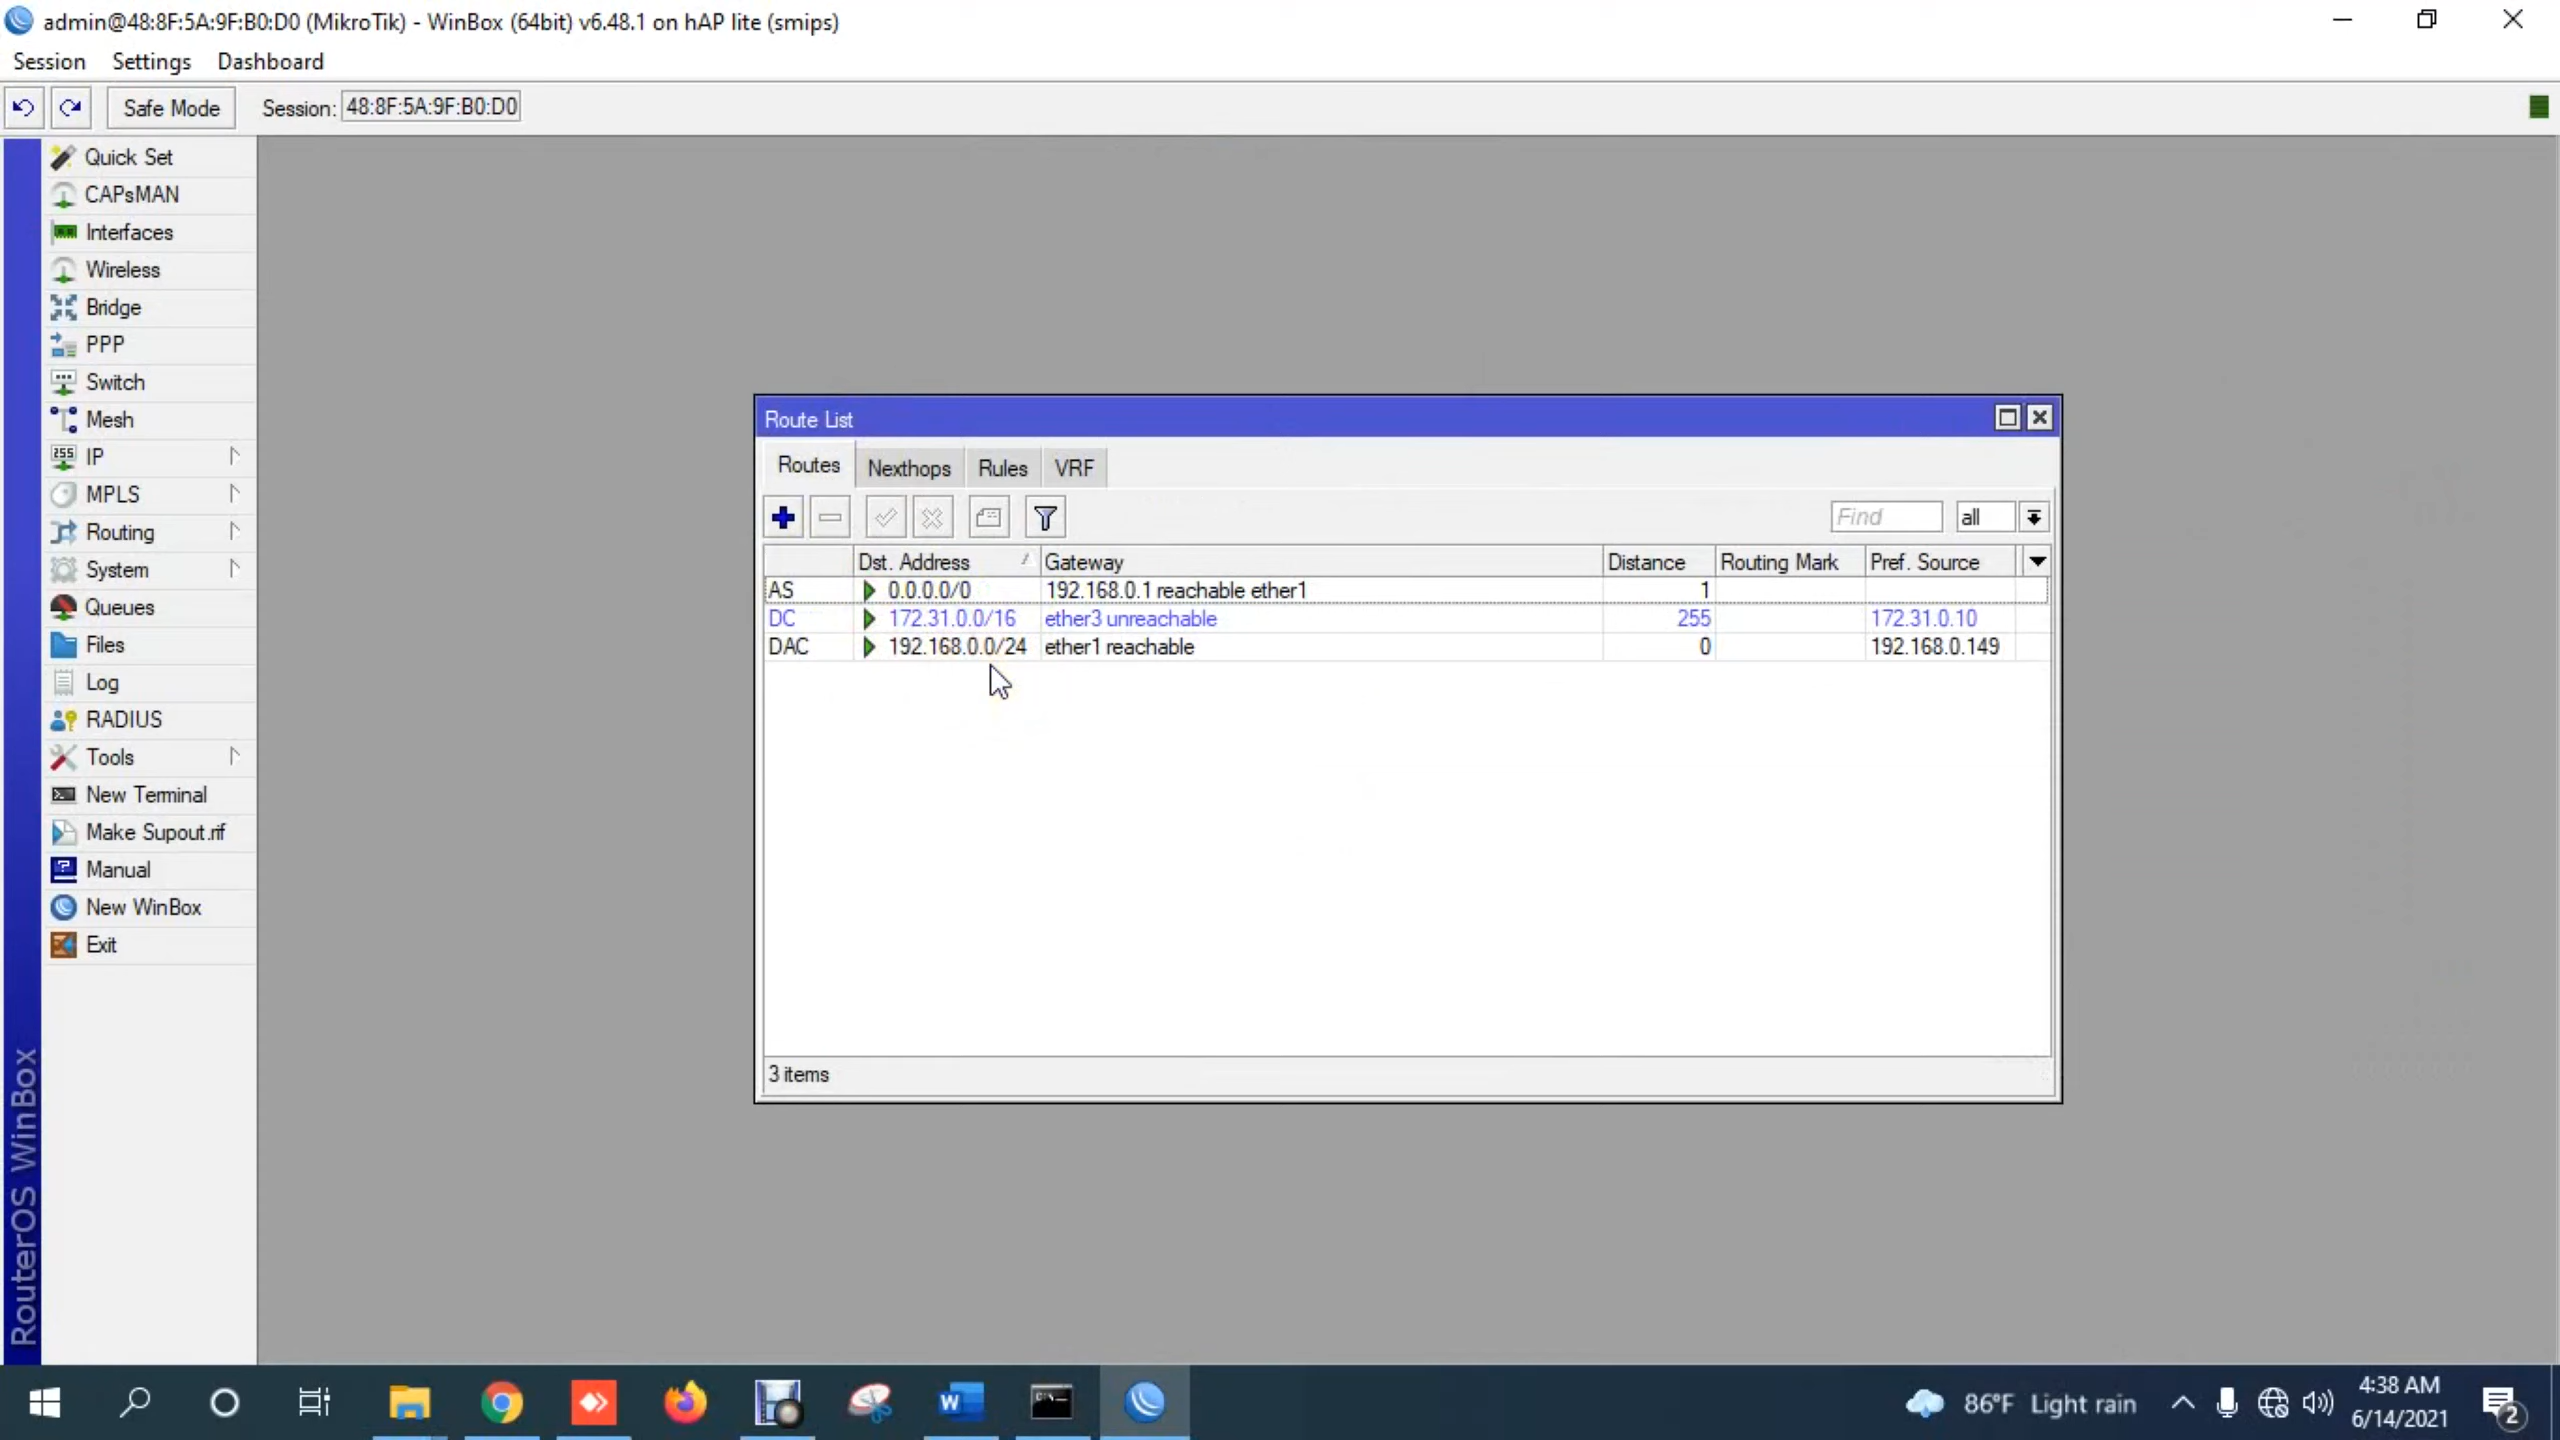 admin@48:8F:5A:9F:B0:D0 (MikroTik) - WinBox (64bit) v6.48.1 on hAP lite (smips)
Session Settings Dashboard
Safe Mode Session: 48:8F:5A:9F:B0:D0
Quick Set
CAPsMAN
Interfaces
Wireless
Bridge
PPP
Switch
Mesh
255 IP
MPLS
Routing
System
Queues
Files
Log
RADIUS
Tools
New Terminal
Make Supout.rif
Manual
New WinBox
Exit
RouterOS WinBox
Route List
Routes Nexthops Rules VRF
Find all
Dst. Address Gateway Distance Routing Mark Pref. Source
AS 0.0.0.0/0 192.168.0.1 reachable ether1 1
DC 172.31.0.0/16 ether3 unreachable 255 172.31.0.10
DAC 192.168.0.0/24 ether1 reachable 0 192.168.0.149
3 items
86°F Light rain
4:38 AM
6/14/2021
2